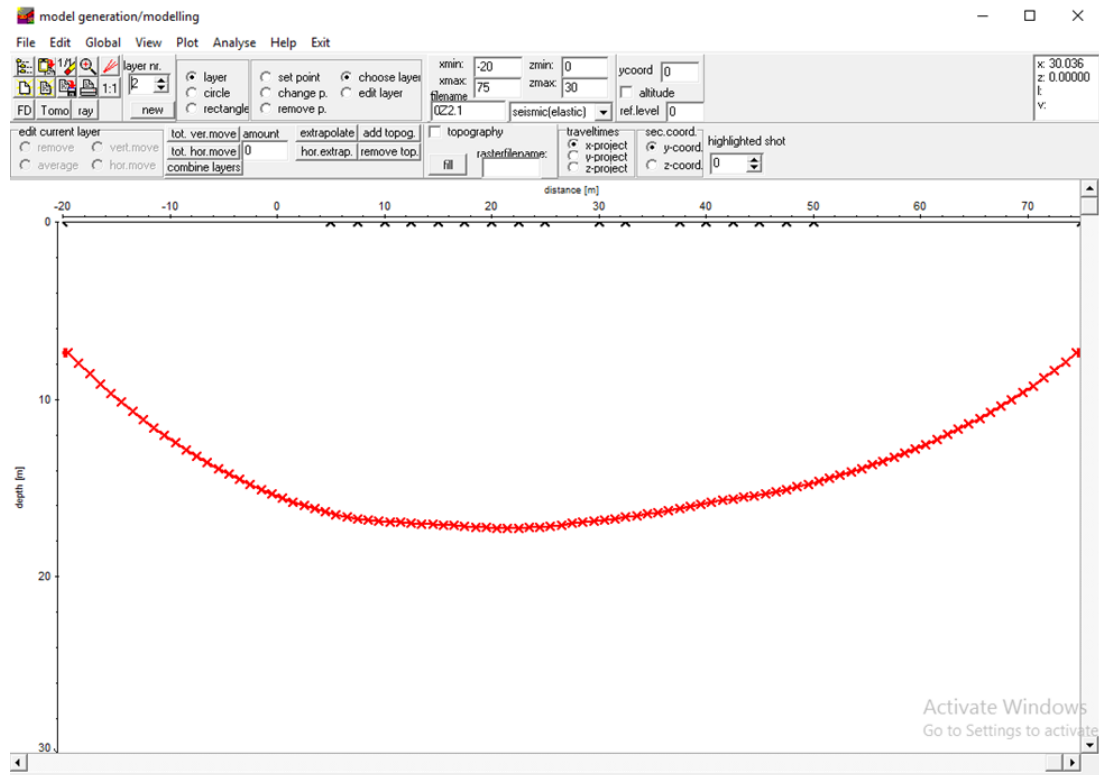 model generation/modelling
File Edit Global View Plot Analyse Help Exit
layer nr.
2
new
1:1
FD Tomo ray
layer
circle
rectangle
set point
change p.
remove p.
choose layer
edit layer
xmin: -20 zmin: 0
xmax: 75 zmax: 30
filename
0Z2.1 seismic(elastic)
ycoord 0
altitude
ref.level 0
x: 30.036
z: 0.00000
l:
v:
edit current layer
remove vert.move
average hor.move
tot. ver.move amount
tot. hor.move 0
combine layers
extrapolate add topog.
hor.extrap. remove top.
topography
fill rasterfilename:
traveltimes
x-project
y-project
z-project
sec.coord.
y-coord.
z-coord.
highlighted shot
0
distance [m]
-20 -10 0 10 20 30 40 50 60 70
0
10
depth [m]
20
30
Activate Windows
Go to Settings to activate